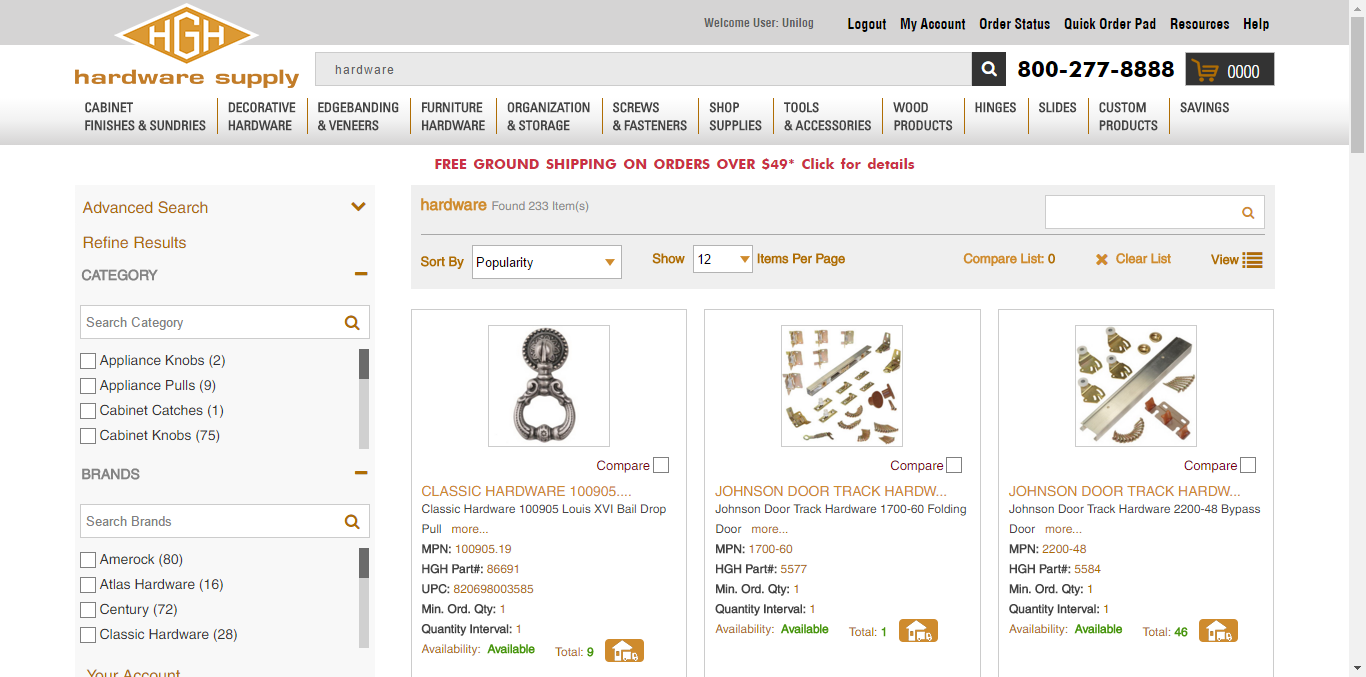 Welcome User: Unilog
Logout My Account Order Status Quick Order Pad Resources Help
HGH
hardware supply
hardware
800-277-8888
0000
CABINET FINISHES & SUNDRIES
DECORATIVE HARDWARE
EDGEBANDING & VENEERS
FURNITURE HARDWARE
ORGANIZATION & STORAGE
SCREWS & FASTENERS
SHOP SUPPLIES
TOOLS & ACCESSORIES
WOOD PRODUCTS
HINGES
SLIDES
CUSTOM PRODUCTS
SAVINGS
FREE GROUND SHIPPING ON ORDERS OVER $49* Click for details
Advanced Search
Refine Results
CATEGORY
Search Category
Appliance Knobs (2)
Appliance Pulls (9)
Cabinet Catches (1)
Cabinet Knobs (75)
BRANDS
Search Brands
Amerock (80)
Atlas Hardware (16)
Century (72)
Classic Hardware (28)
Your Account
hardware Found 233 Item(s)
Sort By Popularity
Show 12 Items Per Page
Compare List: 0
Clear List
View
Compare
CLASSIC HARDWARE 100905....
Classic Hardware 100905 Louis XVI Bail Drop
Pull more...
MPN: 100905.19
HGH Part#: 86691
UPC: 820698003585
Min. Ord. Qty: 1
Quantity Interval: 1
Availability: Available Total: 9
Compare
JOHNSON DOOR TRACK HARDW...
Johnson Door Track Hardware 1700-60 Folding
Door more...
MPN: 1700-60
HGH Part#: 5577
Min. Ord. Qty: 1
Quantity Interval: 1
Availability: Available Total: 1
Compare
JOHNSON DOOR TRACK HARDW...
Johnson Door Track Hardware 2200-48 Bypass
Door more...
MPN: 2200-48
HGH Part#: 5584
Min. Ord. Qty: 1
Quantity Interval: 1
Availability: Available Total: 46